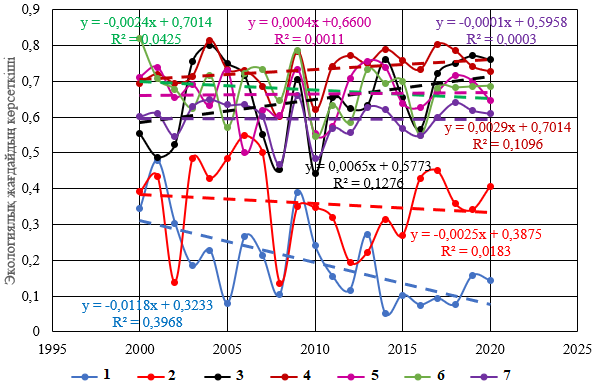 0,9
0,8
0,7
0,6
0,5
0,4
0,3
0,2
0,1
0
Экологиялық жағдайдың көрсеткіші
y = -0,0024x + 0,7014
R² = 0,0425
y = 0,0004x + 0,6600
R² = 0,0011
y = -0,0001x + 0,5958
R² = 0,0003
y = 0,0029x + 0,7014
R² = 0,1096
y = 0,0065x + 0,5773
R² = 0,1276
y = -0,0025x + 0,3875
R² = 0,0183
y = -0,0118x + 0,3233
R² = 0,3968
1995 2000 2005 2010 2015 2020 2025
1 2 3 4 5 6 7